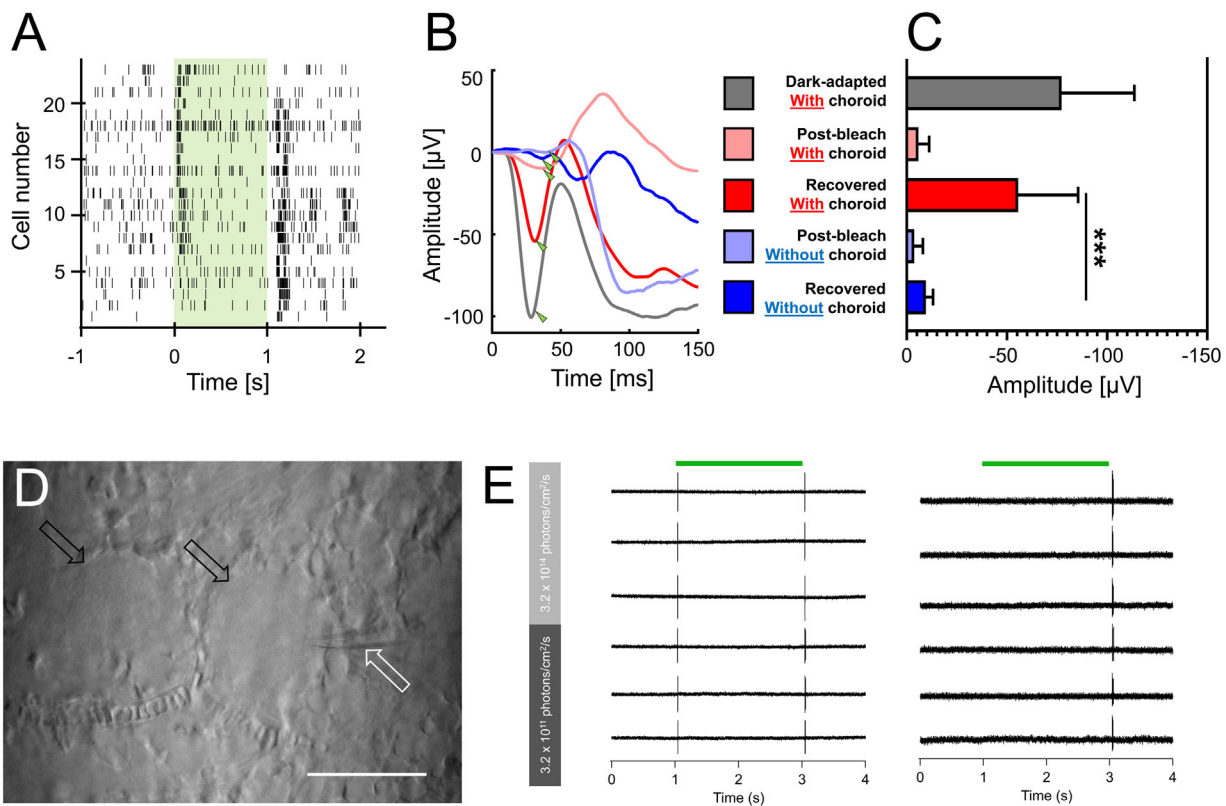 A
Cell number
20
15
10
5
-1
0
1
2
Time [s]
B
Amplitude [µV]
50
0
-50
-100
0
50
100
150
Time [ms]
Dark-adapted
With choroid
Post-bleach
With choroid
Recovered
With choroid
Post-bleach
Without choroid
Recovered
Without choroid
C
***
0
-50
-100
-150
Amplitude [µV]
D
E
3.2 x 10¹⁴ photons/cm²/s
3.2 x 10¹¹ photons/cm²/s
0
1
2
3
4
Time (s)
0
1
2
3
4
Time (s)